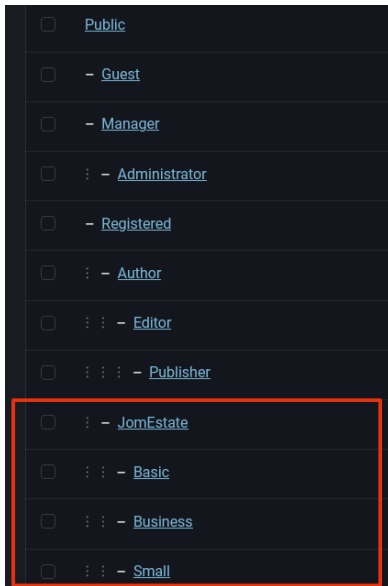 Public
– Guest
– Manager
⋮ – Administrator
– Registered
⋮ – Author
⋮ ⋮ – Editor
⋮ ⋮ ⋮ – Publisher
⋮ – JomEstate
⋮ ⋮ – Basic
⋮ ⋮ – Business
⋮ ⋮ – Small